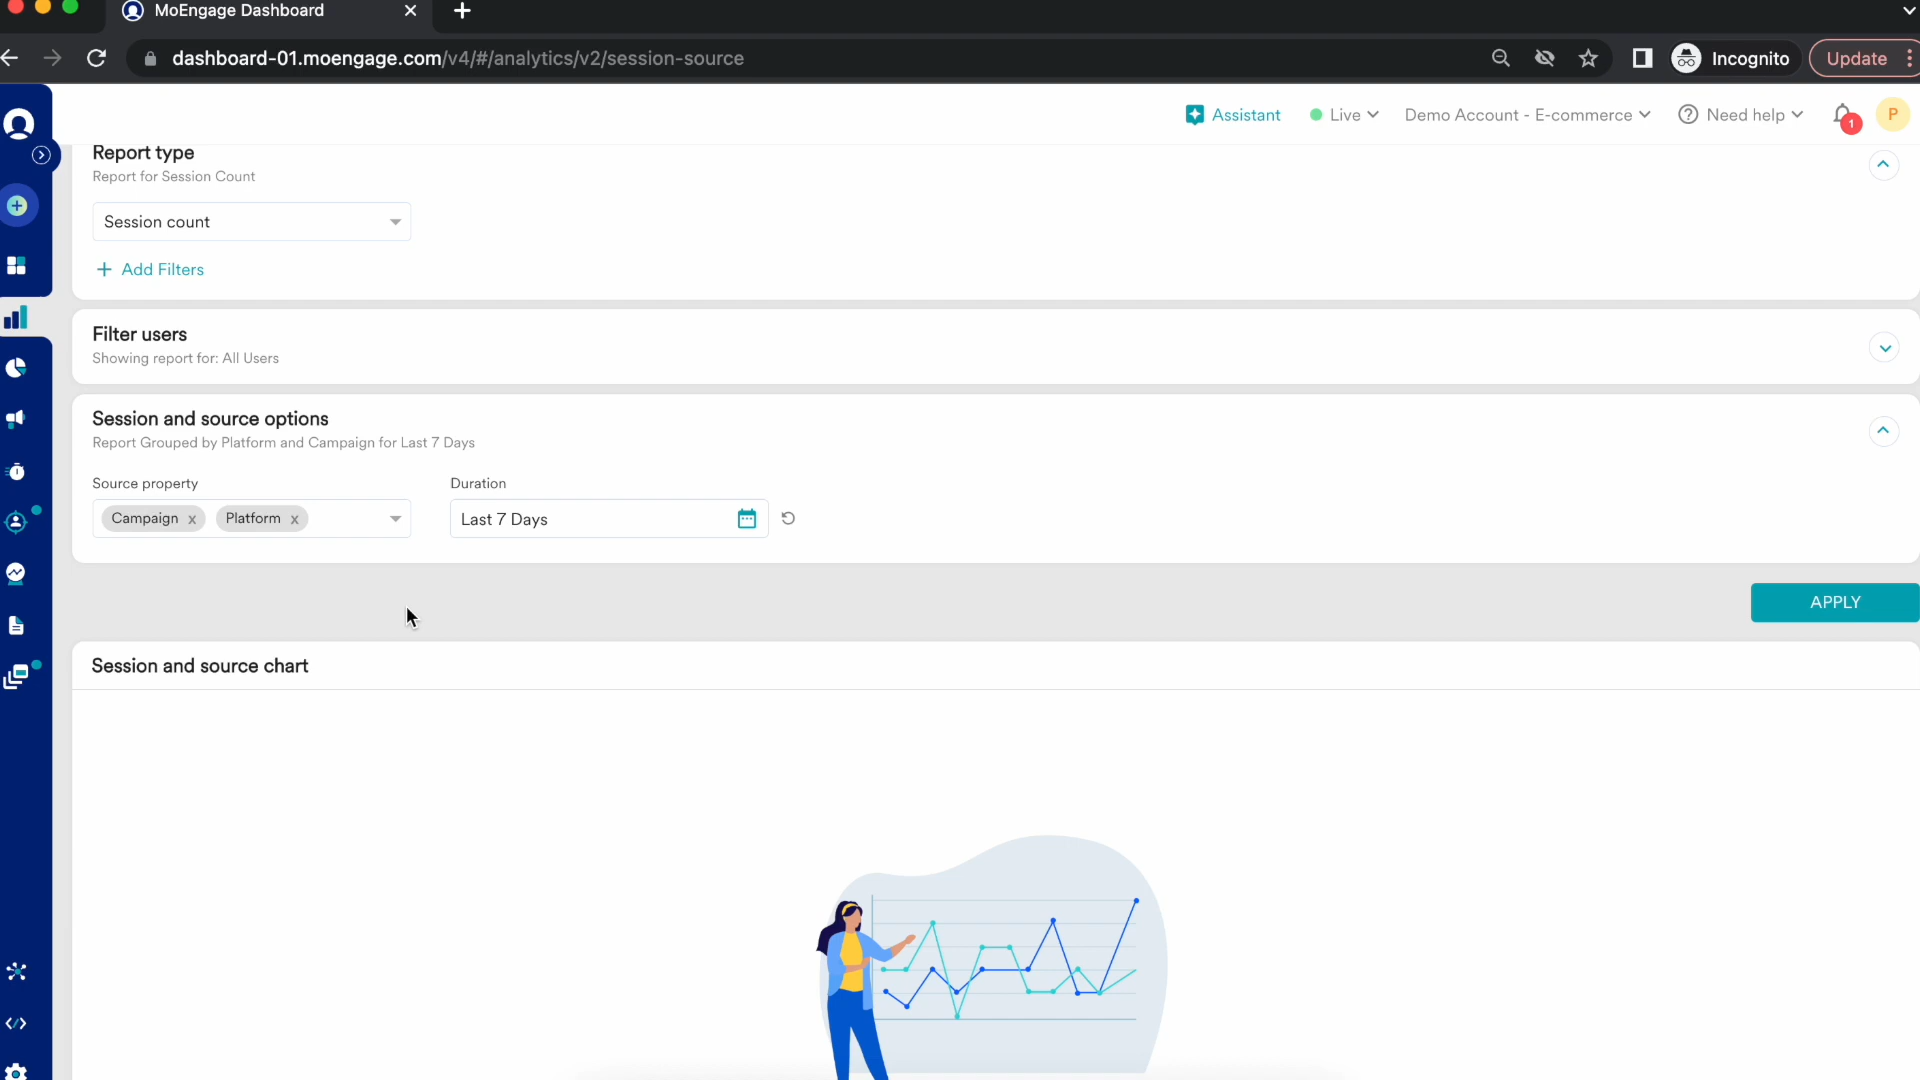 MoEngage Dashboard
dashboard-01.moengage.com/v4/#/analytics/v2/session-source
Incognito
Update
Assistant
Live
Demo Account - E-commerce
Need help
1
P
Report type
Report for Session Count
Session count
+ Add Filters
Filter users
Showing report for: All Users
Session and source options
Report Grouped by Platform and Campaign for Last 7 Days
Source property
Duration
Campaign x
Platform x
Last 7 Days
APPLY
Session and source chart